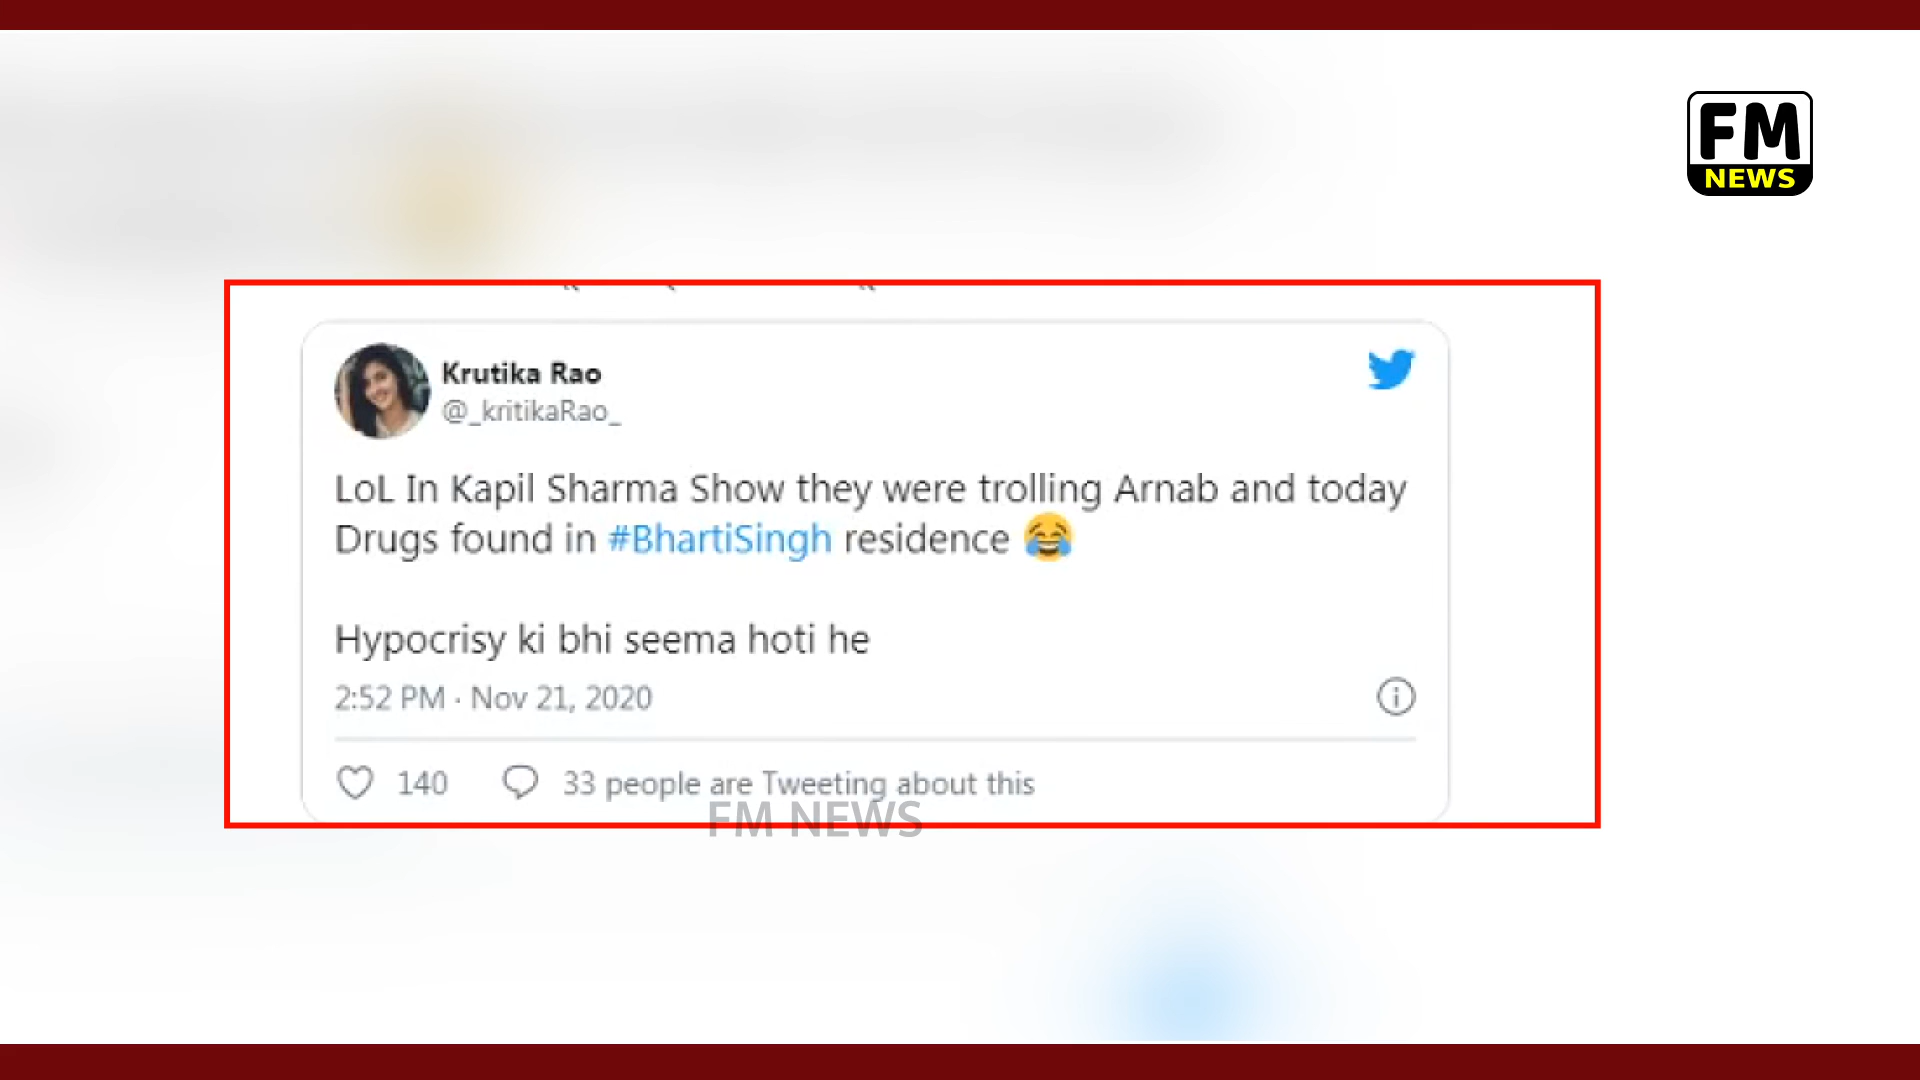 FM
NEWS
Krutika Rao
@_kritikaRao_
LoL In Kapil Sharma Show they were trolling Arnab and today
Drugs found in #BhartiSingh residence 😂
Hypocrisy ki bhi seema hoti he
2:52 PM · Nov 21, 2020
140 33 people are Tweeting about this
FM NEWS